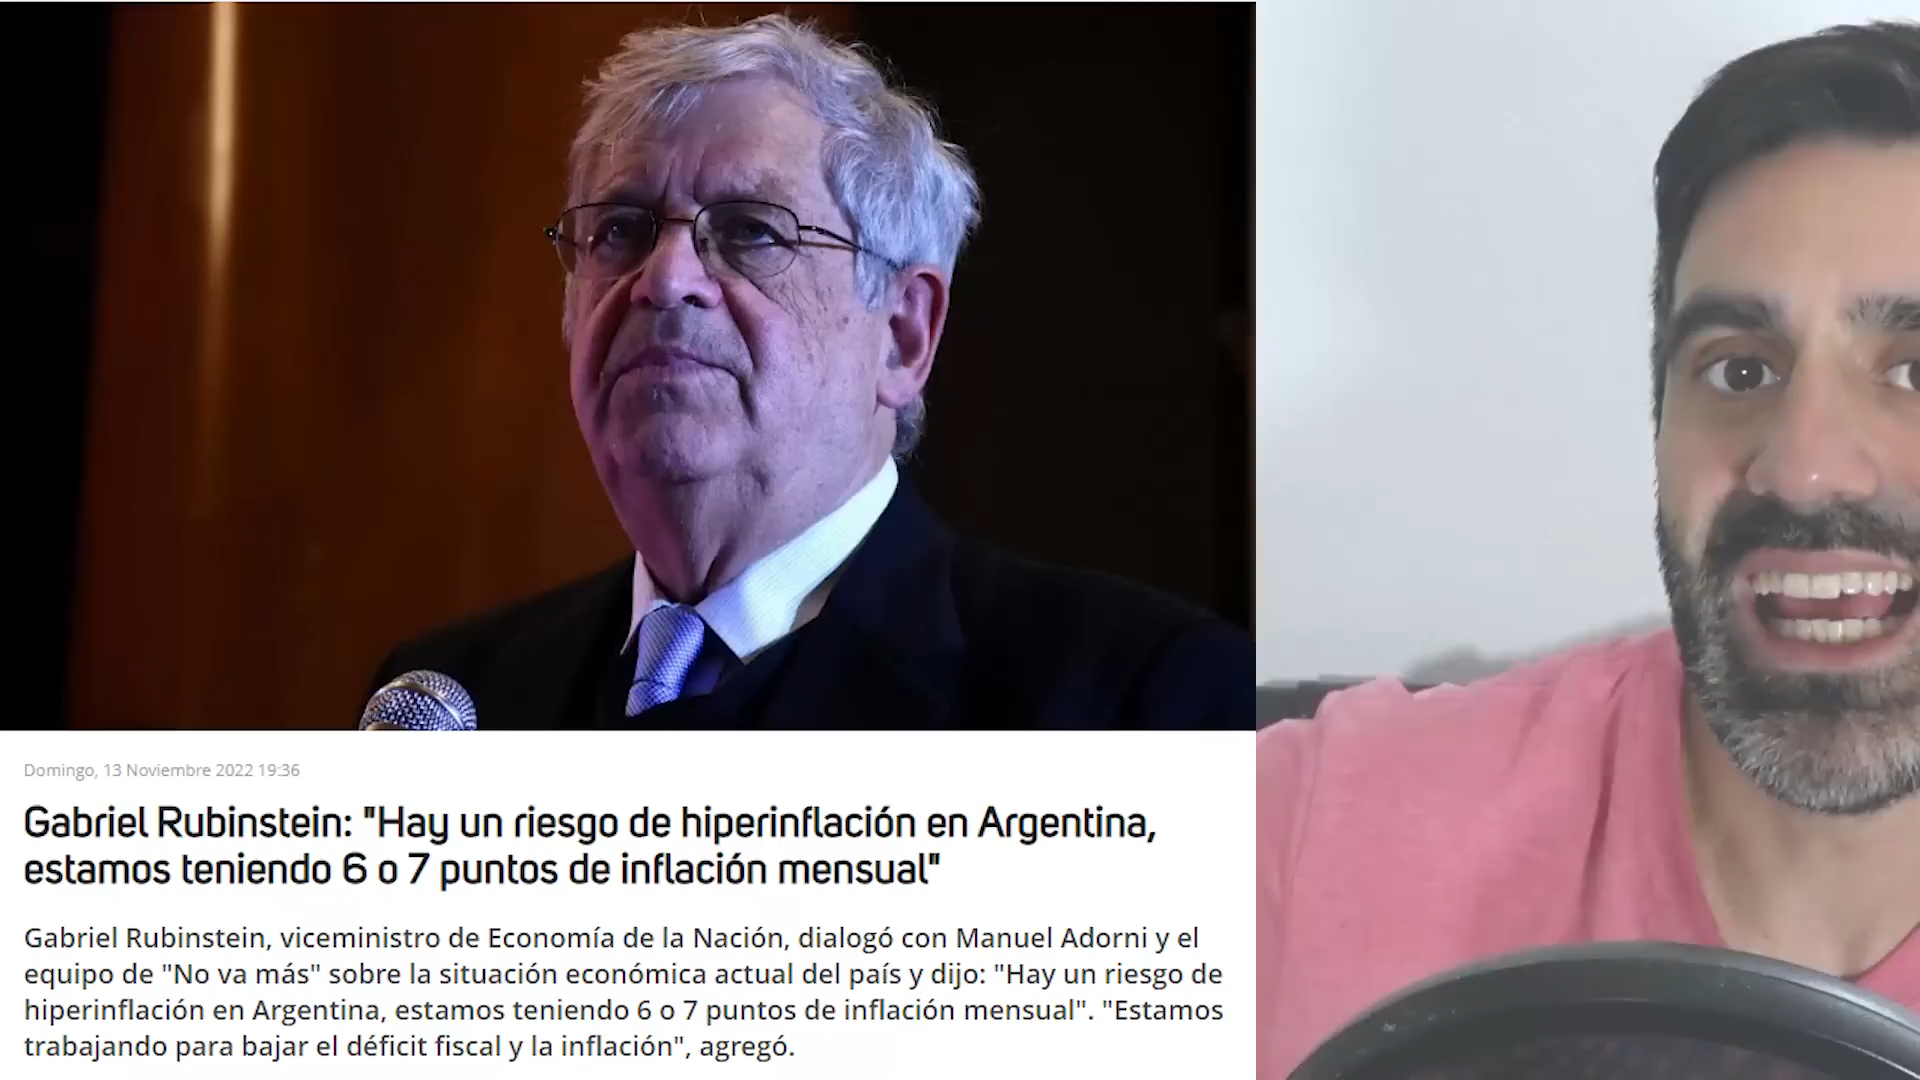 Domingo, 13 Noviembre 2022 19:36
Gabriel Rubinstein: "Hay un riesgo de hiperinflación en Argentina,
estamos teniendo 6 o 7 puntos de inflación mensual"
Gabriel Rubinstein, viceministro de Economía de la Nación, dialogó con Manuel Adorni y el
equipo de "No va más" sobre la situación económica actual del país y dijo: "Hay un riesgo de
hiperinflación en Argentina, estamos teniendo 6 o 7 puntos de inflación mensual". "Estamos
trabajando para bajar el déficit fiscal y la inflación", agregó.